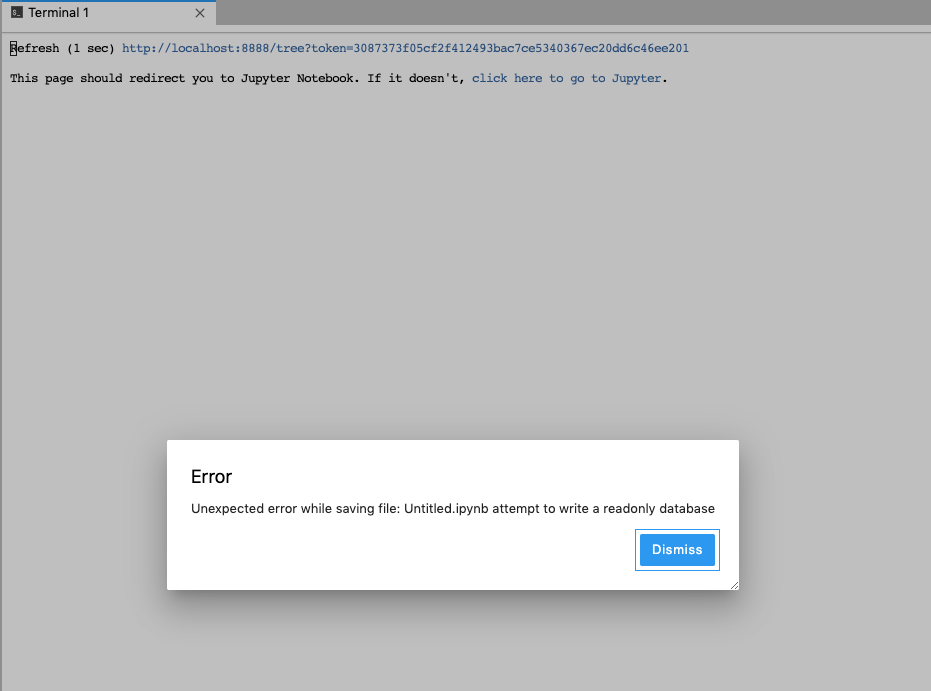 Terminal 1
Refresh (1 sec) http://localhost:8888/tree?token=3087373f05cf2f412493bac7ce5340367ec20dd6c46ee201
This page should redirect you to Jupyter Notebook. If it doesn't, click here to go to Jupyter.
Error
Unexpected error while saving file: Untitled.ipynb attempt to write a readonly database
Dismiss